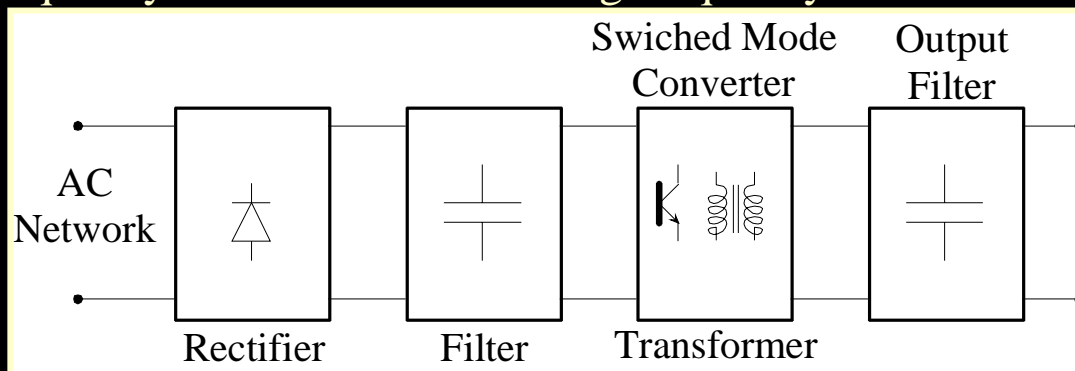 Swiched Mode
Converter
Output
Filter
AC
Network
Rectifier
Filter
Transformer